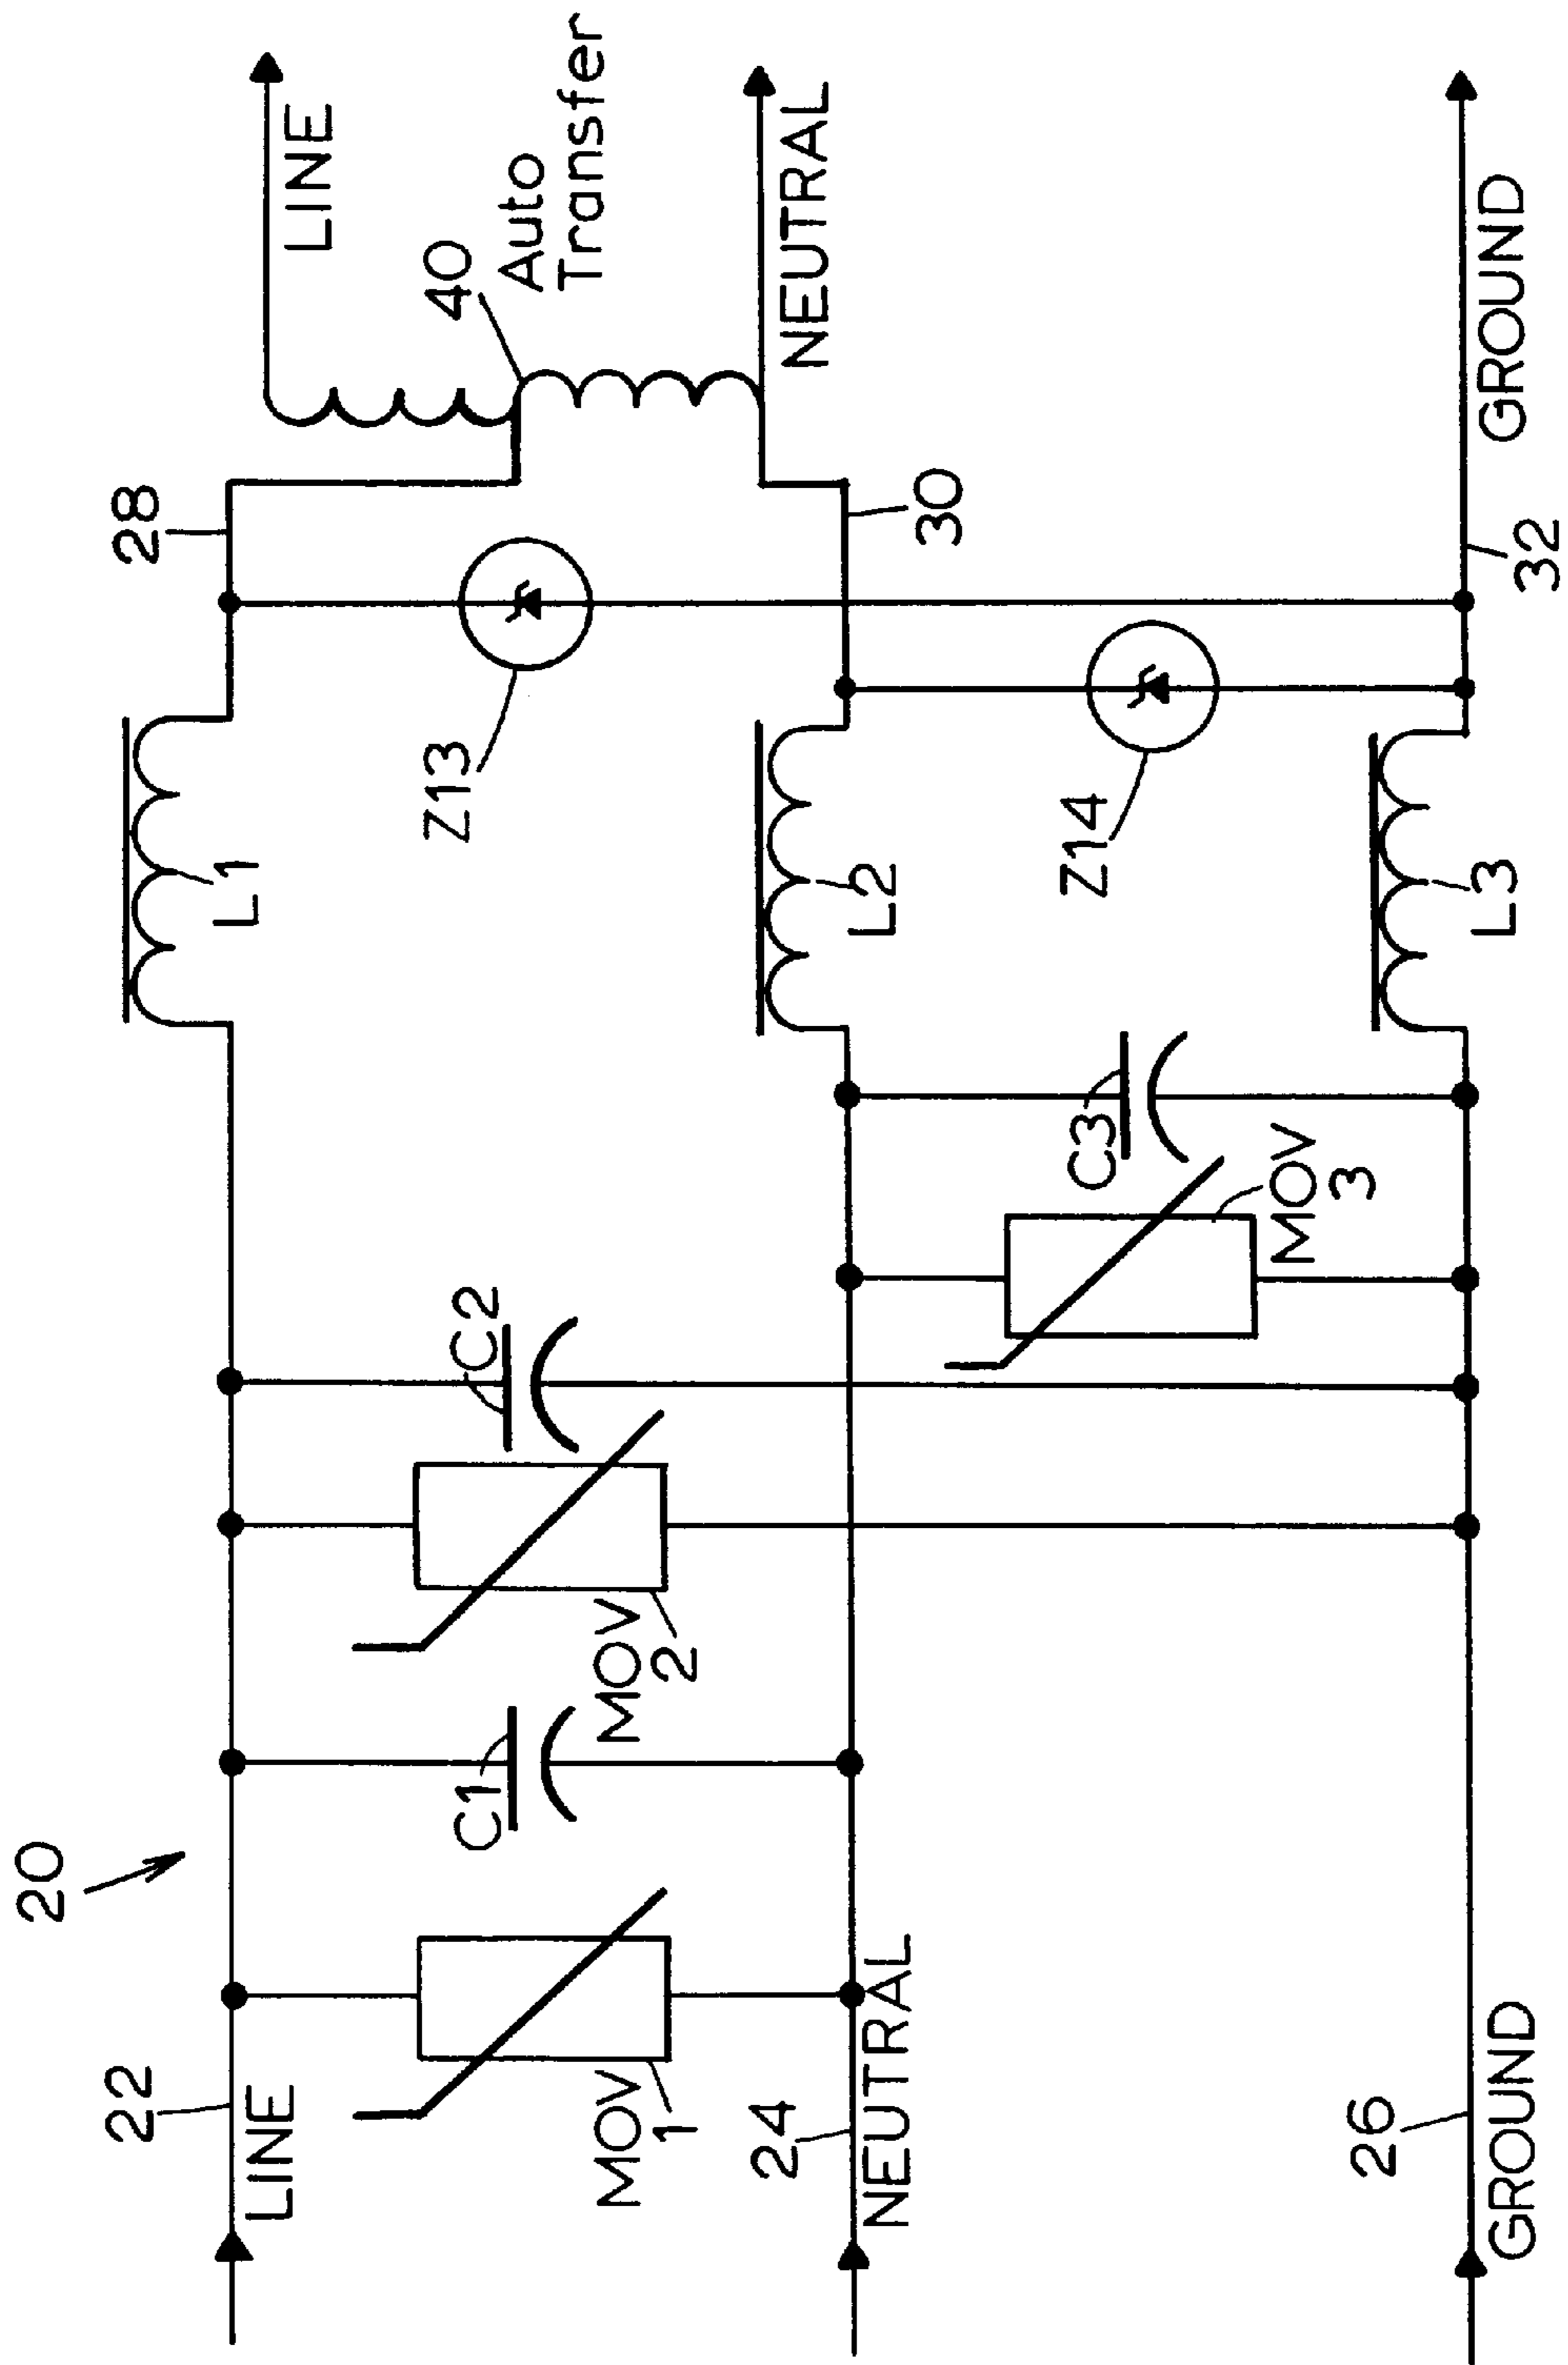 20
22
LINE
MOV
1
C1
MOV
2
C2
L1
Z13
28
40
Auto
Transfer
LINE
24
NEUTRAL
MOV
3
C3
L2
Z14
30
NEUTRAL
26
GROUND
L3
32
GROUND